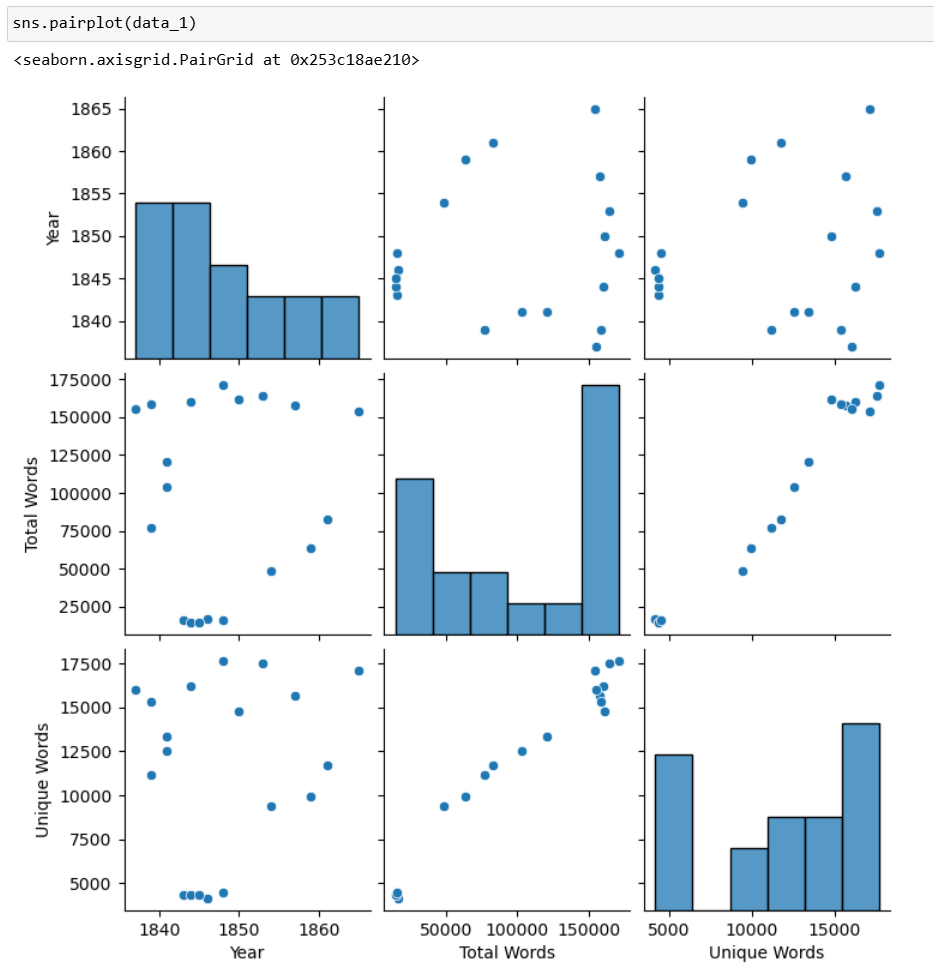 sns.pairplot(data_1)
<seaborn.axisgrid.PairGrid at 0x253c18ae210>
1865
1860
1855
1850
1845
1840
Year
175000
150000
125000
100000
75000
50000
25000
Total Words
17500
15000
12500
10000
7500
5000
Unique Words
1840 1850 1860 50000 100000 150000 5000 10000 15000
Year Total Words Unique Words